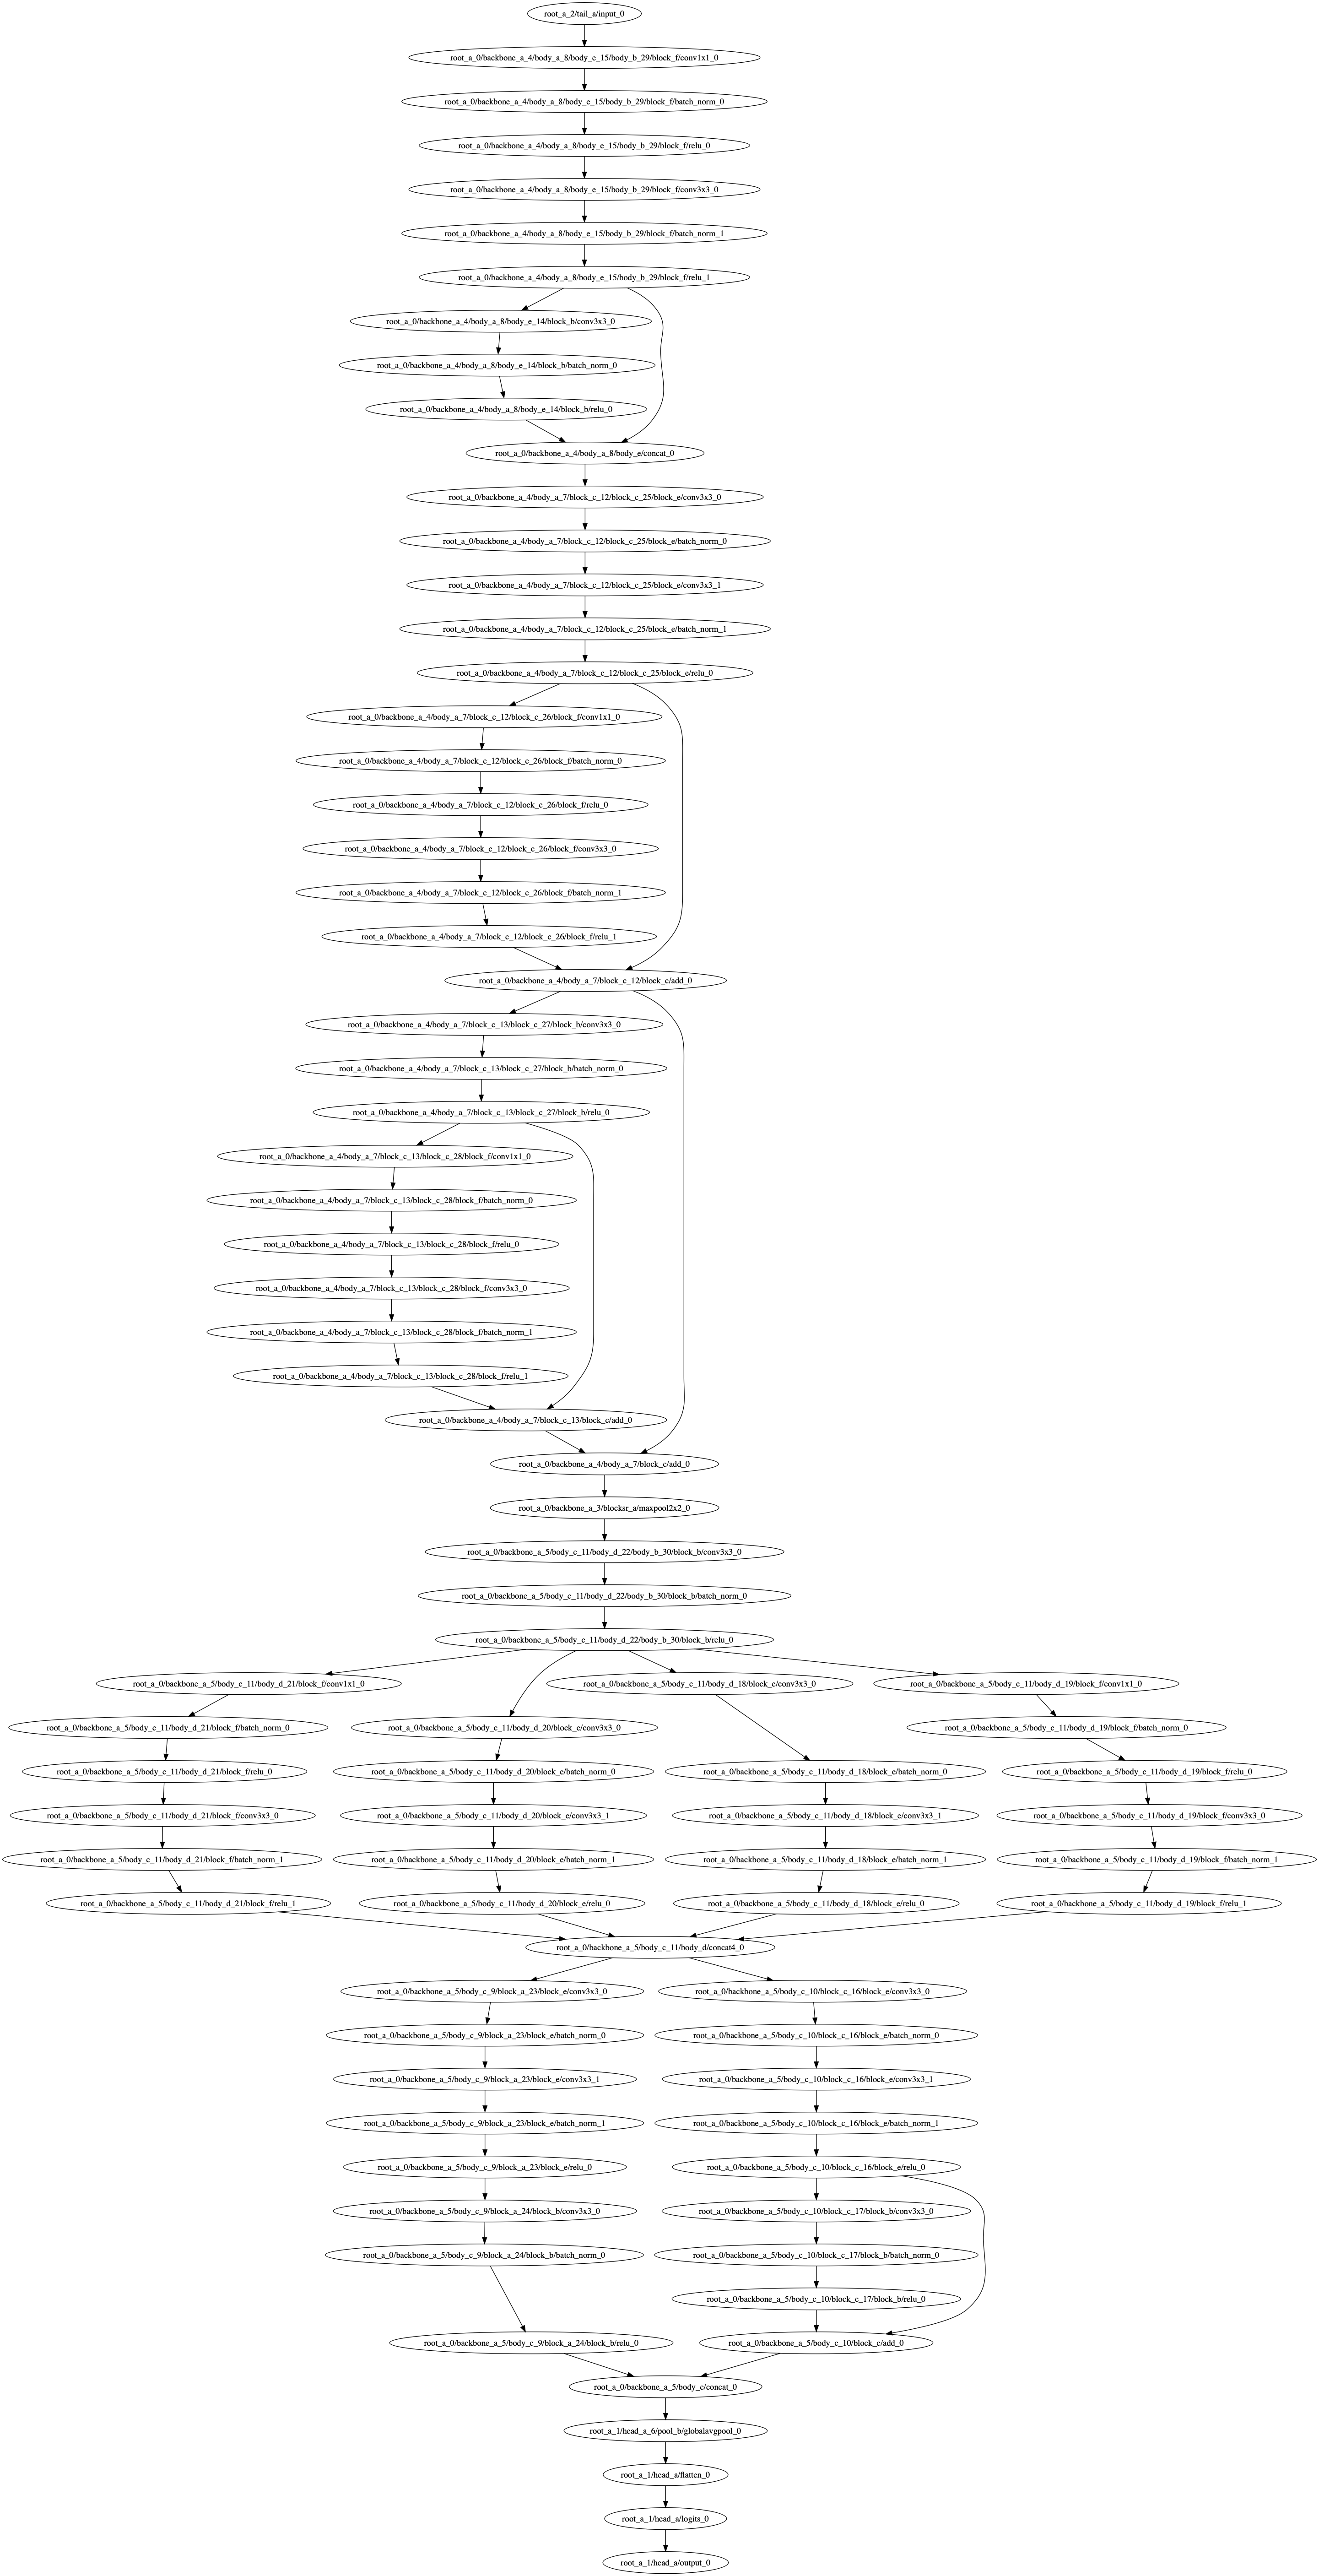 root_a_2/tail_a/input_0
root_a_0/backbone_a_4/body_a_8/body_e_15/body_b_29/block_f/conv1x1_0
root_a_0/backbone_a_4/body_a_8/body_e_15/body_b_29/block_f/batch_norm_0
root_a_0/backbone_a_4/body_a_8/body_e_15/body_b_29/block_f/relu_0
root_a_0/backbone_a_4/body_a_8/body_e_15/body_b_29/block_f/conv3x3_0
root_a_0/backbone_a_4/body_a_8/body_e_15/body_b_29/block_f/batch_norm_1
root_a_0/backbone_a_4/body_a_8/body_e_15/body_b_29/block_f/relu_1
root_a_0/backbone_a_4/body_a_8/body_e_14/block_b/conv3x3_0
root_a_0/backbone_a_4/body_a_8/body_e_14/block_b/batch_norm_0
root_a_0/backbone_a_4/body_a_8/body_e_14/block_b/relu_0
root_a_0/backbone_a_4/body_a_8/body_e/concat_0
root_a_0/backbone_a_4/body_a_7/block_c_12/block_c_25/block_e/conv3x3_0
root_a_0/backbone_a_4/body_a_7/block_c_12/block_c_25/block_e/batch_norm_0
root_a_0/backbone_a_4/body_a_7/block_c_12/block_c_25/block_e/conv3x3_1
root_a_0/backbone_a_4/body_a_7/block_c_12/block_c_25/block_e/batch_norm_1
root_a_0/backbone_a_4/body_a_7/block_c_12/block_c_25/block_e/relu_0
root_a_0/backbone_a_4/body_a_7/block_c_12/block_c_26/block_f/conv1x1_0
root_a_0/backbone_a_4/body_a_7/block_c_12/block_c_26/block_f/batch_norm_0
root_a_0/backbone_a_4/body_a_7/block_c_12/block_c_26/block_f/relu_0
root_a_0/backbone_a_4/body_a_7/block_c_12/block_c_26/block_f/conv3x3_0
root_a_0/backbone_a_4/body_a_7/block_c_12/block_c_26/block_f/batch_norm_1
root_a_0/backbone_a_4/body_a_7/block_c_12/block_c_26/block_f/relu_1
root_a_0/backbone_a_4/body_a_7/block_c_12/block_c/add_0
root_a_0/backbone_a_4/body_a_7/block_c_13/block_c_27/block_b/conv3x3_0
root_a_0/backbone_a_4/body_a_7/block_c_13/block_c_27/block_b/batch_norm_0
root_a_0/backbone_a_4/body_a_7/block_c_13/block_c_27/block_b/relu_0
root_a_0/backbone_a_4/body_a_7/block_c_13/block_c_28/block_f/conv1x1_0
root_a_0/backbone_a_4/body_a_7/block_c_13/block_c_28/block_f/batch_norm_0
root_a_0/backbone_a_4/body_a_7/block_c_13/block_c_28/block_f/relu_0
root_a_0/backbone_a_4/body_a_7/block_c_13/block_c_28/block_f/conv3x3_0
root_a_0/backbone_a_4/body_a_7/block_c_13/block_c_28/block_f/batch_norm_1
root_a_0/backbone_a_4/body_a_7/block_c_13/block_c_28/block_f/relu_1
root_a_0/backbone_a_4/body_a_7/block_c_13/block_c/add_0
root_a_0/backbone_a_4/body_a_7/block_c/add_0
root_a_0/backbone_a_3/blocksr_a/maxpool2x2_0
root_a_0/backbone_a_5/body_c_11/body_d_22/body_b_30/block_b/conv3x3_0
root_a_0/backbone_a_5/body_c_11/body_d_22/body_b_30/block_b/batch_norm_0
root_a_0/backbone_a_5/body_c_11/body_d_22/body_b_30/block_b/relu_0
root_a_0/backbone_a_5/body_c_11/body_d_21/block_f/conv1x1_0
root_a_0/backbone_a_5/body_c_11/body_d_18/block_e/conv3x3_0
root_a_0/backbone_a_5/body_c_11/body_d_19/block_f/conv1x1_0
root_a_0/backbone_a_5/body_c_11/body_d_21/block_f/batch_norm_0
root_a_0/backbone_a_5/body_c_11/body_d_20/block_e/conv3x3_0
root_a_0/backbone_a_5/body_c_11/body_d_19/block_f/batch_norm_0
root_a_0/backbone_a_5/body_c_11/body_d_21/block_f/relu_0
root_a_0/backbone_a_5/body_c_11/body_d_20/block_e/batch_norm_0
root_a_0/backbone_a_5/body_c_11/body_d_18/block_e/batch_norm_0
root_a_0/backbone_a_5/body_c_11/body_d_19/block_f/relu_0
root_a_0/backbone_a_5/body_c_11/body_d_21/block_f/conv3x3_0
root_a_0/backbone_a_5/body_c_11/body_d_20/block_e/conv3x3_1
root_a_0/backbone_a_5/body_c_11/body_d_18/block_e/conv3x3_1
root_a_0/backbone_a_5/body_c_11/body_d_19/block_f/conv3x3_0
root_a_0/backbone_a_5/body_c_11/body_d_21/block_f/batch_norm_1
root_a_0/backbone_a_5/body_c_11/body_d_20/block_e/batch_norm_1
root_a_0/backbone_a_5/body_c_11/body_d_18/block_e/batch_norm_1
root_a_0/backbone_a_5/body_c_11/body_d_19/block_f/batch_norm_1
root_a_0/backbone_a_5/body_c_11/body_d_21/block_f/relu_1
root_a_0/backbone_a_5/body_c_11/body_d_20/block_e/relu_0
root_a_0/backbone_a_5/body_c_11/body_d_18/block_e/relu_0
root_a_0/backbone_a_5/body_c_11/body_d_19/block_f/relu_1
root_a_0/backbone_a_5/body_c_11/body_d/concat4_0
root_a_0/backbone_a_5/body_c_9/block_a_23/block_e/conv3x3_0
root_a_0/backbone_a_5/body_c_10/block_c_16/block_e/conv3x3_0
root_a_0/backbone_a_5/body_c_9/block_a_23/block_e/batch_norm_0
root_a_0/backbone_a_5/body_c_10/block_c_16/block_e/batch_norm_0
root_a_0/backbone_a_5/body_c_9/block_a_23/block_e/conv3x3_1
root_a_0/backbone_a_5/body_c_10/block_c_16/block_e/conv3x3_1
root_a_0/backbone_a_5/body_c_9/block_a_23/block_e/batch_norm_1
root_a_0/backbone_a_5/body_c_10/block_c_16/block_e/batch_norm_1
root_a_0/backbone_a_5/body_c_9/block_a_23/block_e/relu_0
root_a_0/backbone_a_5/body_c_10/block_c_16/block_e/relu_0
root_a_0/backbone_a_5/body_c_9/block_a_24/block_b/conv3x3_0
root_a_0/backbone_a_5/body_c_10/block_c_17/block_b/conv3x3_0
root_a_0/backbone_a_5/body_c_9/block_a_24/block_b/batch_norm_0
root_a_0/backbone_a_5/body_c_10/block_c_17/block_b/batch_norm_0
root_a_0/backbone_a_5/body_c_10/block_c_17/block_b/relu_0
root_a_0/backbone_a_5/body_c_9/block_a_24/block_b/relu_0
root_a_0/backbone_a_5/body_c_10/block_c/add_0
root_a_0/backbone_a_5/body_c/concat_0
root_a_1/head_a_6/pool_b/globalavgpool_0
root_a_1/head_a/flatten_0
root_a_1/head_a/logits_0
root_a_1/head_a/output_0